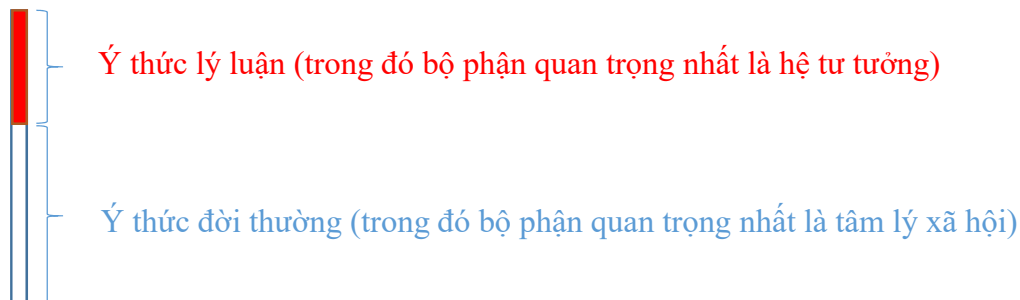 Ý thức lý luận (trong đó bộ phận quan trọng nhất là hệ tư tưởng)
Ý thức đời thường (trong đó bộ phận quan trọng nhất là tâm lý xã hội)